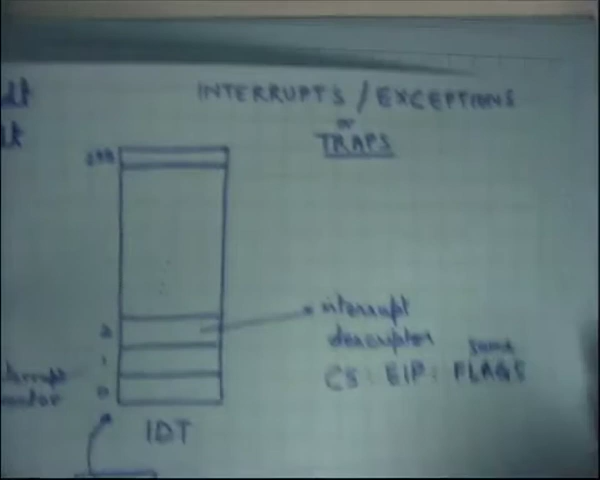 INTERRUPTS / EXCEPTIONS
or
TRAPS
255
2
1
0
interrupt
descriptor
some
CS : EIP : FLAGS
IDT